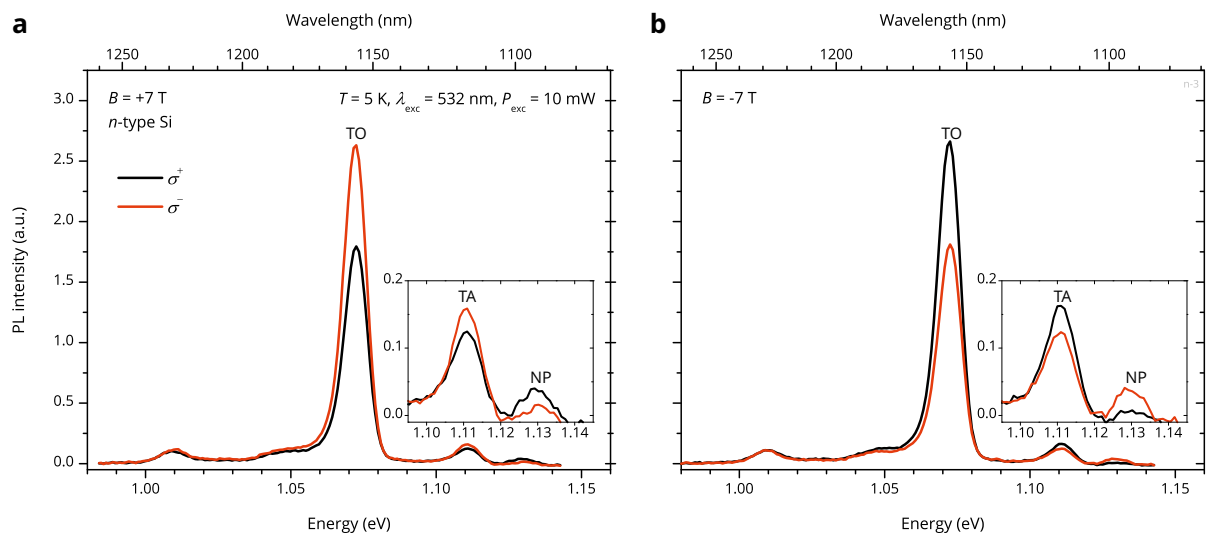 a
Wavelength (nm)
1250 1200 1150 1100
B = +7 T
n-type Si
T = 5 K, λexc = 532 nm, Pexc = 10 mW
TO
σ+
σ−
PL intensity (a.u.)
3.0
2.5
2.0
1.5
1.0
0.5
0.0
0.2
0.1
0.0
TA
NP
1.10 1.11 1.12 1.13 1.14
1.00 1.05 1.10 1.15
Energy (eV)
b
Wavelength (nm)
1250 1200 1150 1100
B = -7 T
n-3
TO
0.2
0.1
0.0
TA
NP
1.10 1.11 1.12 1.13 1.14
1.00 1.05 1.10 1.15
Energy (eV)